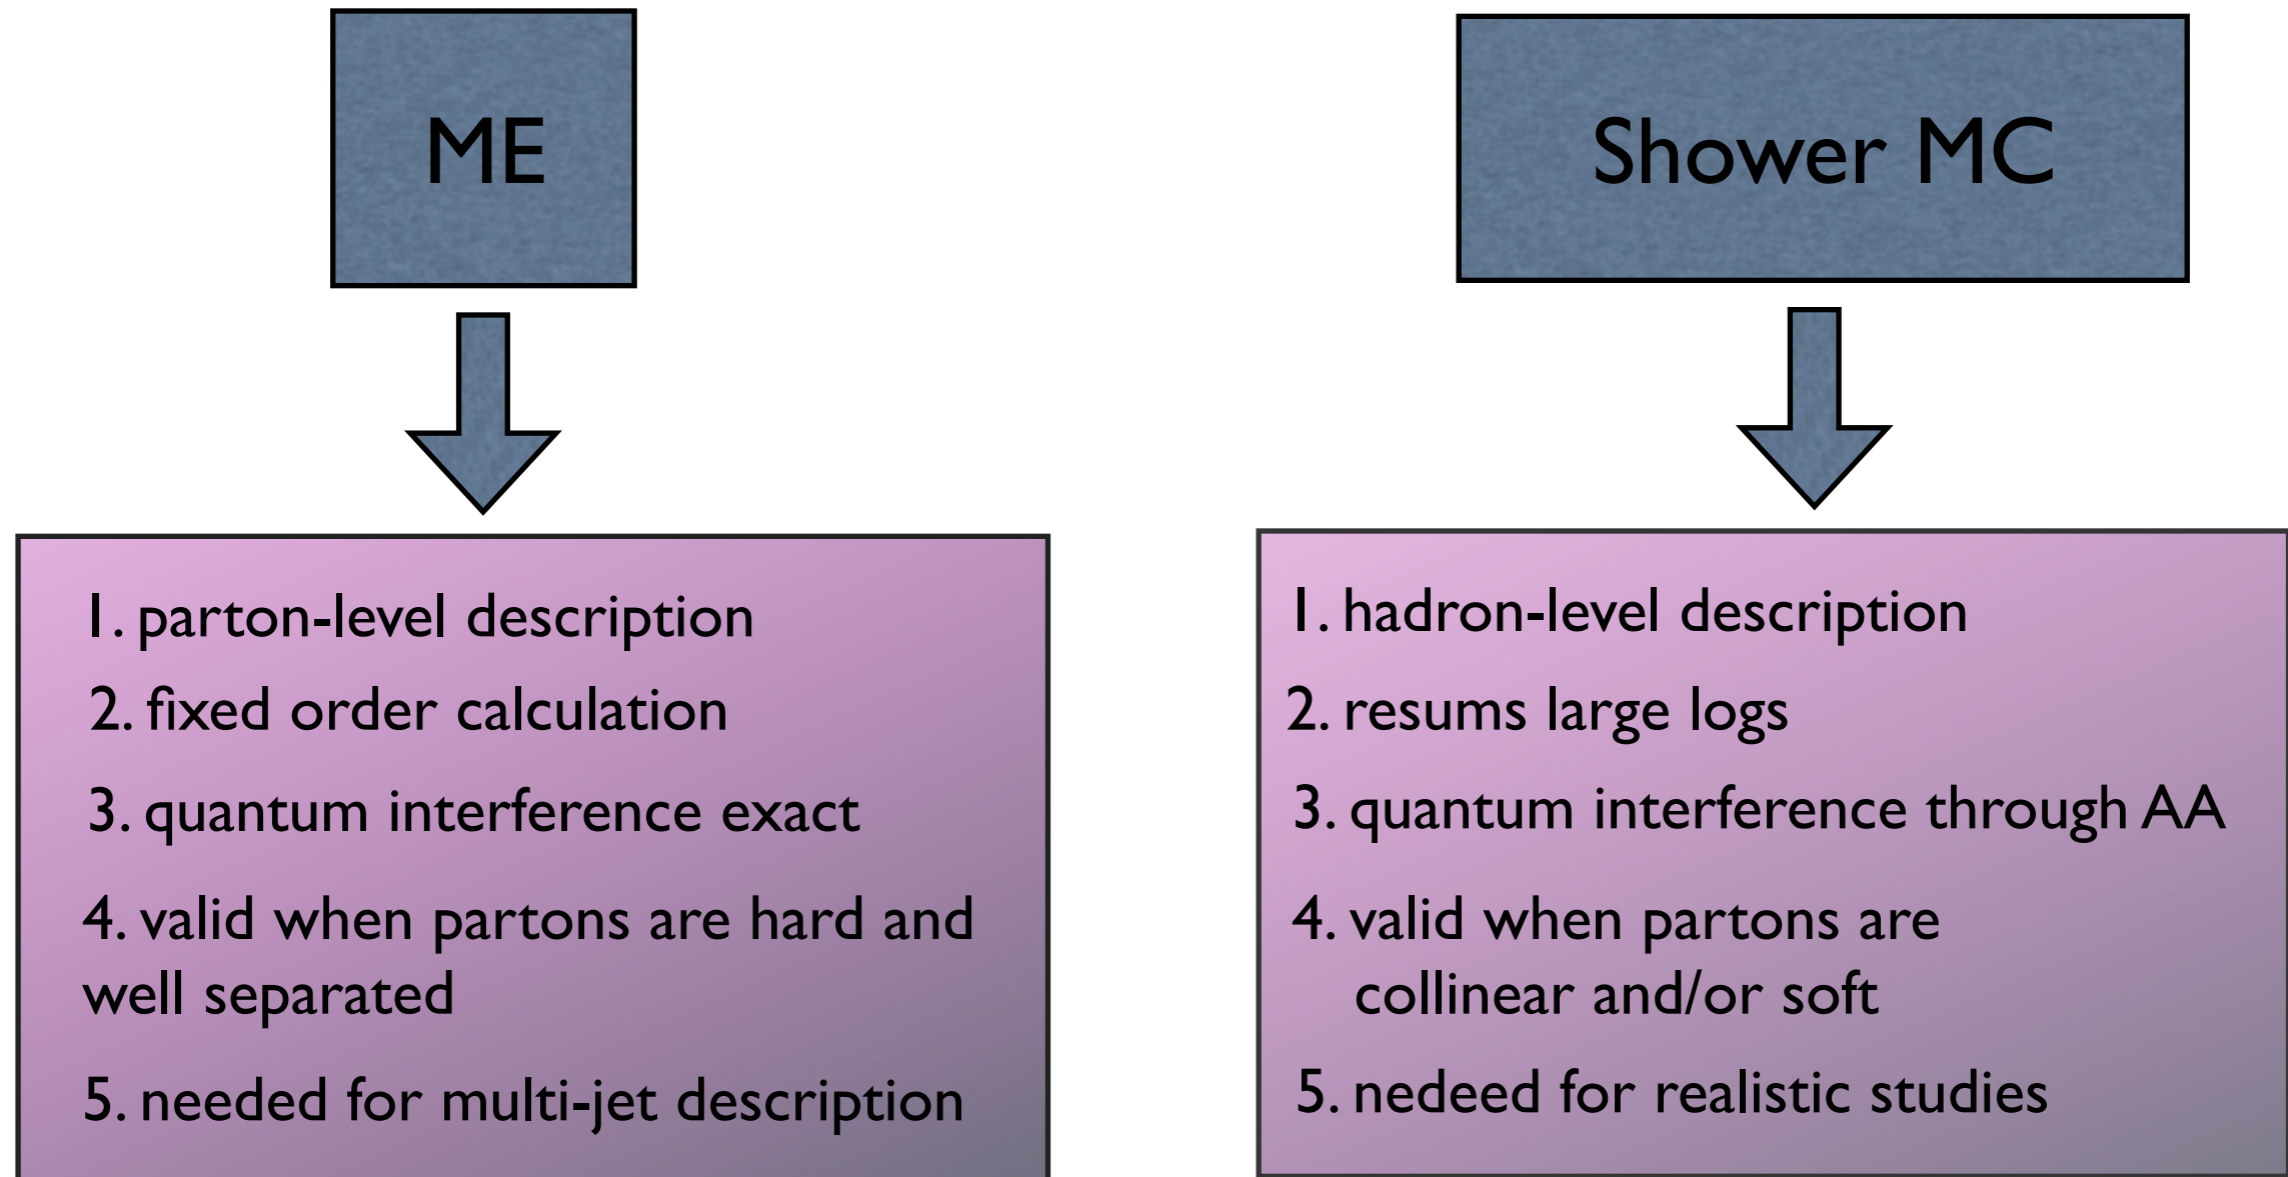 ME
1. parton-level description
2. fixed order calculation
3. quantum interference exact
4. valid when partons are hard and
well separated
5. needed for multi-jet description
Shower MC
1. hadron-level description
2. resums large logs
3. quantum interference through AA
4. valid when partons are
collinear and/or soft
5. nedeed for realistic studies